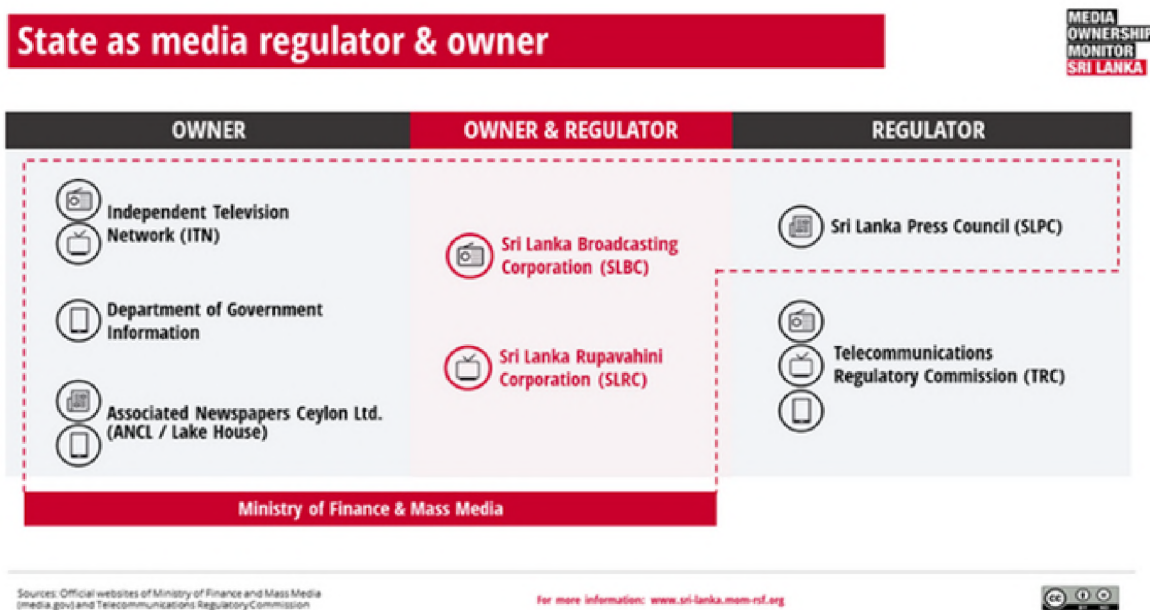 State as media regulator & owner
MEDIA
OWNERSHIP
MONITOR
SRI LANKA
OWNER
OWNER & REGULATOR
REGULATOR
Independent Television
Network (ITN)
Department of Government
Information
Associated Newspapers Ceylon Ltd.
(ANCL / Lake House)
Sri Lanka Broadcasting
Corporation (SLBC)
Sri Lanka Rupavahini
Corporation (SLRC)
Sri Lanka Press Council (SLPC)
Telecommunications
Regulatory Commission (TRC)
Ministry of Finance & Mass Media
Sources: Official websites of Ministry of Finance and Mass Media
(media.gov) and Telecommunications Regulatory Commission
For more information: www.sri-lanka.mom-rsf.org
cc